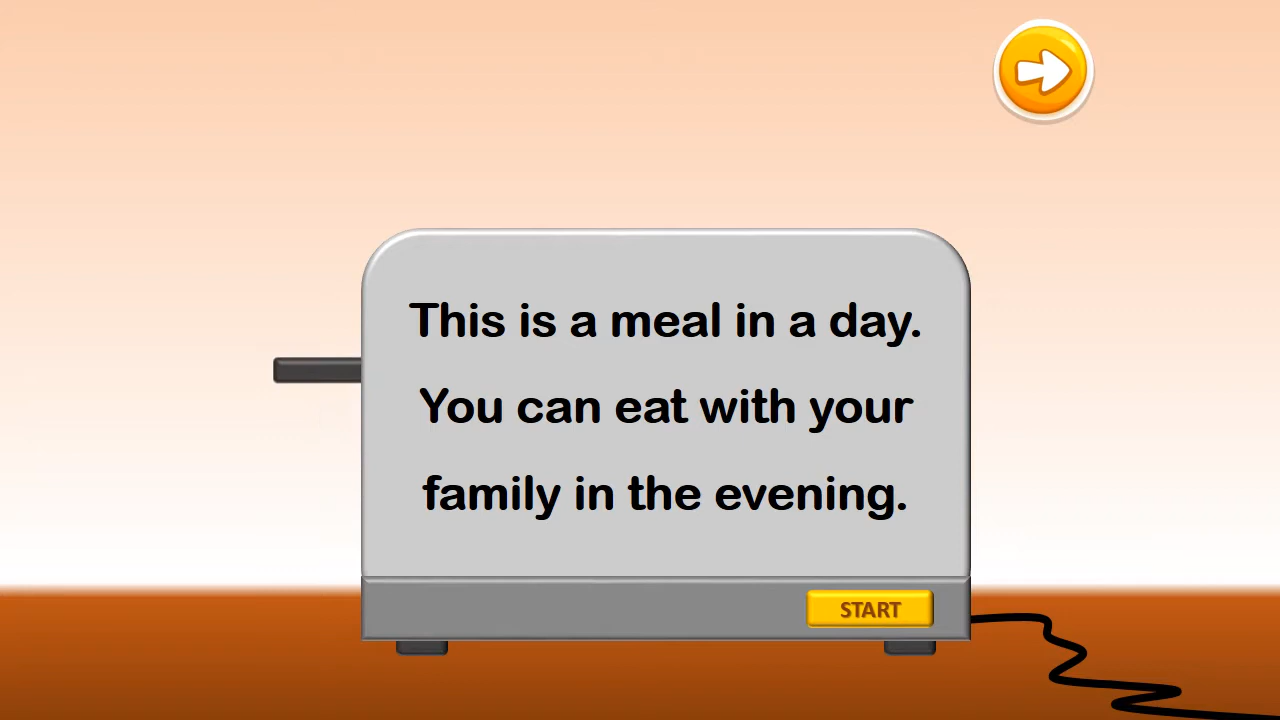 This is a meal in a day.
You can eat with your
family in the evening.
START